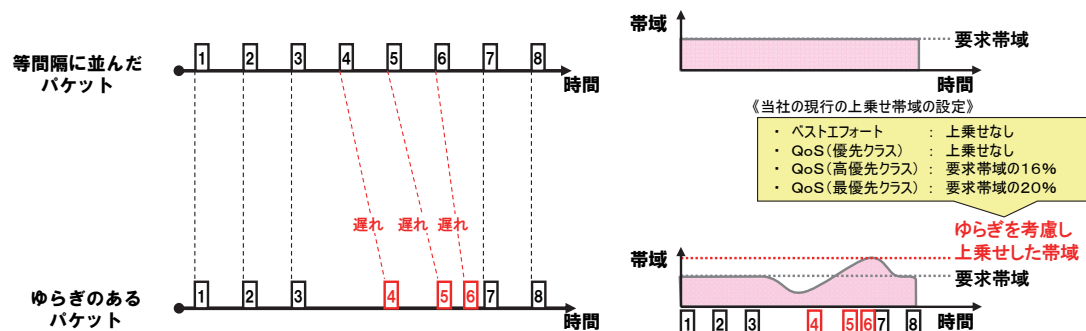 等間隔に並んだ
パケット
1 2 3 4 5 6 7 8
時間
遅れ 遅れ 遅れ
ゆらぎのある
パケット
1 2 3 4 5 6 7 8
時間
帯域
要求帯域
時間
《当社の現行の上乗せ帯域の設定》
・ ベストエフォート : 上乗せなし
・ QoS(優先クラス) : 上乗せなし
・ QoS(高優先クラス) : 要求帯域の16%
・ QoS(最優先クラス) : 要求帯域の20%
ゆらぎを考慮し
上乗せした帯域
帯域
要求帯域
1 2 3 4 5 6 7 8
時間